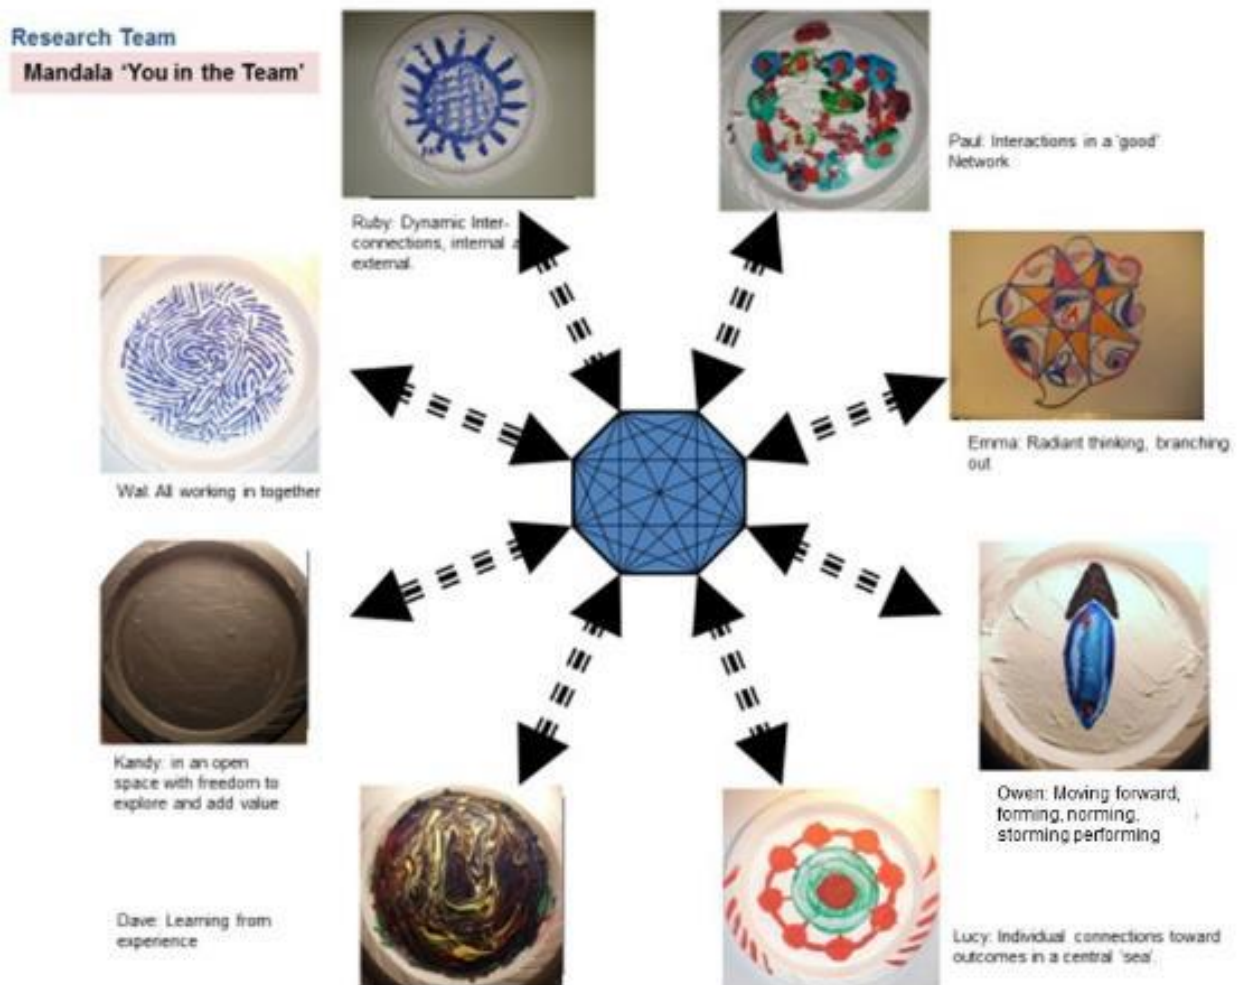 Research Team
Mandala ‘You in the Team’
Ruby: Dynamic Inter-
connections, internal a
external.
Paul: Interactions in a ‘good’
Network
Emma: Radiant thinking, branching
out
Wal: All working in together
Kandy: in an open
space with freedom to
explore and add value
Owen: Moving forward,
forming, norming,
storming performing
Dave: Learning from
experience
Lucy: Individual connections toward
outcomes in a central ‘sea’.